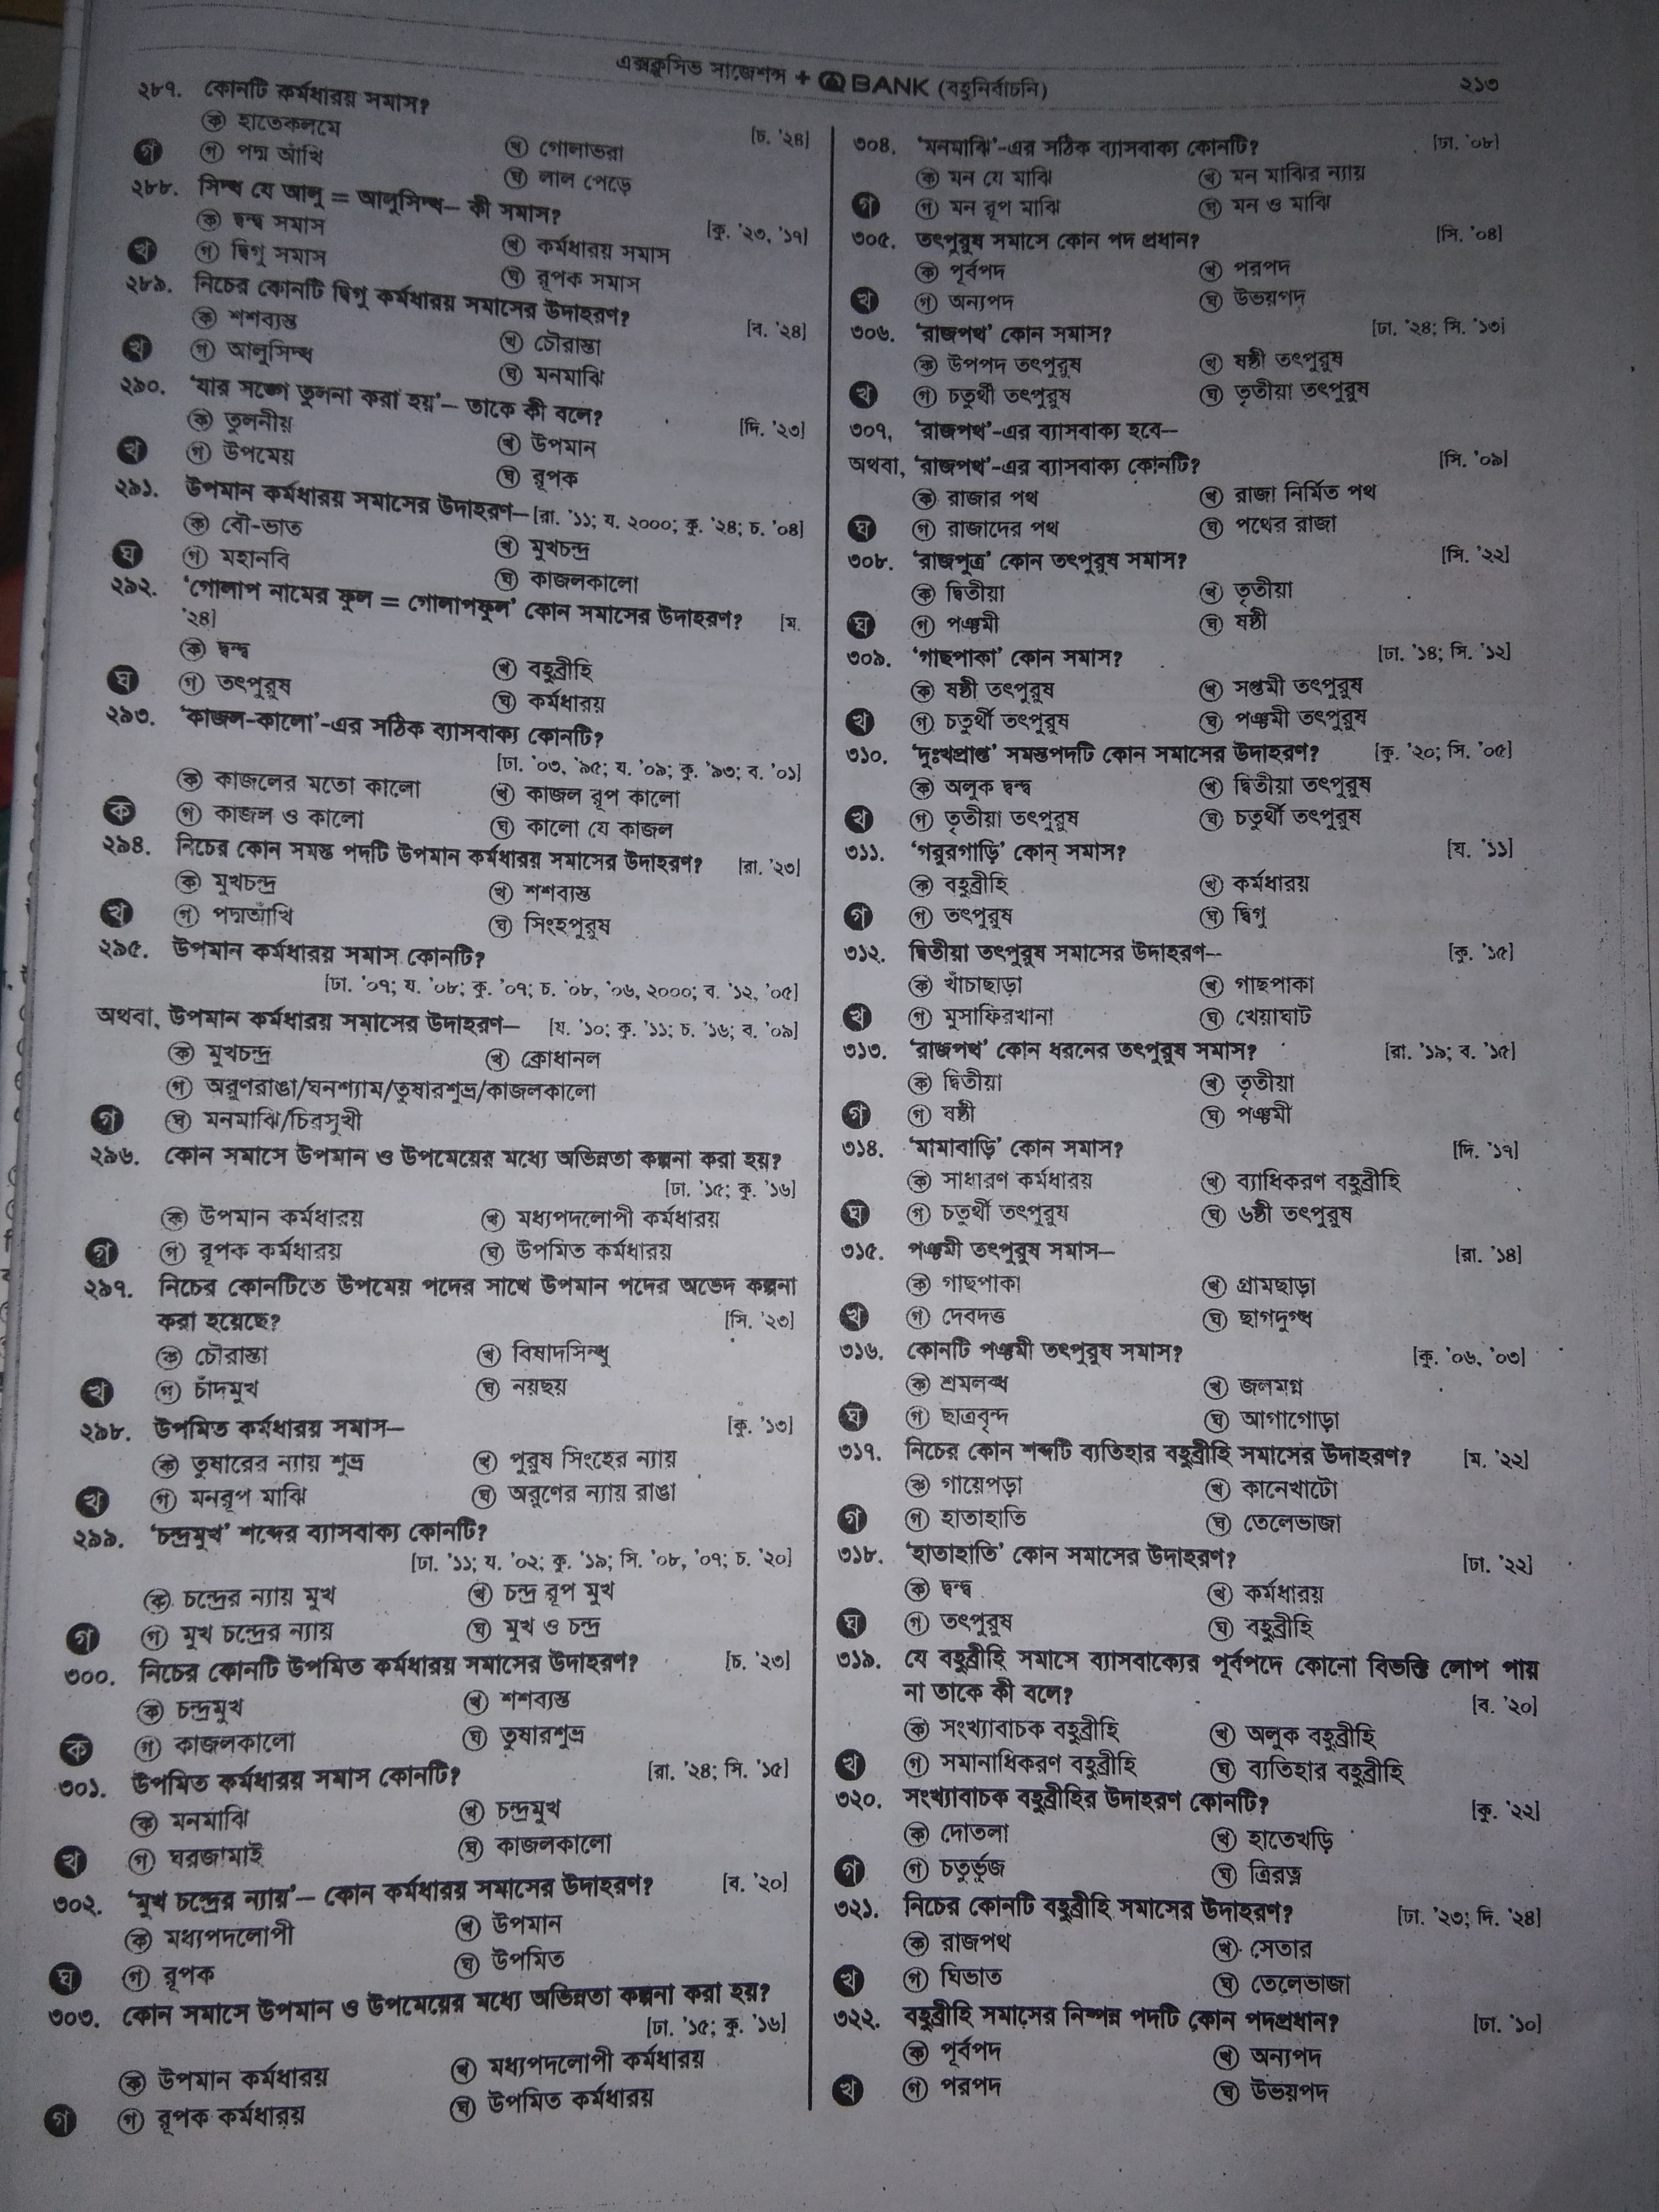 এক্সক্লুসিভ সাজেশন্স + Q BANK (বহুনির্বাচনি)
২১৩
২৮৭. কোনটি কর্মধারয় সমাস?
[চ. '২৪]
ক হাতেকলমে
খ গোলাভরা
গ গ পদ্ম আঁখি
ঘ লাল পেড়ে
২৮৮. সিদ্ধ যে আলু = আলুসিদ্ধ– কী সমাস?
[কু. '২৩, '১৭]
ক দ্বন্দ্ব সমাস
খ কর্মধারয় সমাস
খ গ দ্বিগু সমাস
ঘ রূপক সমাস
২৮৯. নিচের কোনটি দ্বিগু কর্মধারয় সমাসের উদাহরণ?
[ব. '২৪]
ক শশব্যস্ত
খ চৌরাস্তা
খ গ আলুসিদ্ধ
ঘ মনমাঝি
২৯০. 'যার সঙ্গে তুলনা করা হয়'– তাকে কী বলে?
[দি. '২৩]
ক তুলনীয়
খ উপমান
খ গ উপমেয়
ঘ রূপক
২৯১. উপমান কর্মধারয় সমাসের উদাহরণ– [রা. '১১; য. ২০০০; কু. '২৪; চ. '০৪]
ক বৌ-ভাত
খ মুখচন্দ্র
ঘ গ মহানবি
ঘ কাজলকালো
২৯২. 'গোলাপ নামের ফুল = গোলাপফুল' কোন সমাসের উদাহরণ? [ম.
'২৪]
ক দ্বন্দ্ব
খ বহুব্রীহি
ঘ গ তৎপুরুষ
ঘ কর্মধারয়
২৯৩. 'কাজল-কালো'-এর সঠিক ব্যাসবাক্য কোনটি?
[ঢা. '০৩, '৯৫; য. '০৯; কু. '৯৩; ব. '০১]
ক কাজলের মতো কালো
খ কাজল রূপ কালো
ক গ কাজল ও কালো
ঘ কালো যে কাজল
২৯৪. নিচের কোন সমস্ত পদটি উপমান কর্মধারয় সমাসের উদাহরণ? [রা. '২৩]
ক মুখচন্দ্র
খ শশব্যস্ত
খ গ পদ্মআঁখি
ঘ সিংহপুরুষ
২৯৫. উপমান কর্মধারয় সমাস কোনটি?
[ঢা. '০৭; য. '০৮; কু. '০৭; চ. '০৮, '০৬, ২০০০; ব. '১২, '০৫]
অথবা, উপমান কর্মধারয় সমাসের উদাহরণ– [য. '১০; কু. '১১; চ. '১৬; ব. '০৯]
ক মুখচন্দ্র
খ ক্রোধানল
গ অরুণরাঙা/ঘনশ্যাম/তুষারশুভ্র/কাজলকালো
গ ঘ মনমাঝি/চিরসুখী
২৯৬. কোন সমাসে উপমান ও উপমেয়ের মধ্যে অভিন্নতা কল্পনা করা হয়?
[ঢা. '১৫; কু. '১৬]
ক উপমান কর্মধারয়
খ মধ্যপদলোপী কর্মধারয়
গ গ রূপক কর্মধারয়
ঘ উপমিত কর্মধারয়
২৯৭. নিচের কোনটিতে উপমেয় পদের সাথে উপমান পদের অভেদ কল্পনা
করা হয়েছে? [সি. '২৩]
ক চৌরাস্তা
খ বিষাদসিন্ধু
খ গ চাঁদমুখ
ঘ নয়ছয়
২৯৮. উপমিত কর্মধারয় সমাস– [কু. '১৩]
ক তুষারের ন্যায় শুভ্র
খ পুরুষ সিংহের ন্যায়
খ গ মনরূপ মাঝি
ঘ অরুণের ন্যায় রাঙা
২৯৯. 'চন্দ্রমুখ' শব্দের ব্যাসবাক্য কোনটি?
[ঢা. '১১; য. '০২; কু. '১৯; সি. '০৮, '০৭; চ. '২০]
ক চন্দ্রের ন্যায় মুখ
খ চন্দ্র রূপ মুখ
গ গ মুখ চন্দ্রের ন্যায়
ঘ মুখ ও চন্দ্র
৩০০. নিচের কোনটি উপমিত কর্মধারয় সমাসের উদাহরণ? [চ. '২৩]
ক চন্দ্রমুখ
খ শশব্যস্ত
ক গ কাজলকালো
ঘ তুষারশুভ্র
৩০১. উপমিত কর্মধারয় সমাস কোনটি? [রা. '২৪; সি. '১৫]
ক মনমাঝি
খ চন্দ্রমুখ
খ গ ঘরজামাই
ঘ কাজলকালো
৩০২. 'মুখ চন্দ্রের ন্যায়'– কোন কর্মধারয় সমাসের উদাহরণ? [ব. '২০]
ক মধ্যপদলোপী
খ উপমান
ঘ গ রূপক
ঘ উপমিত
৩০৩. কোন সমাসে উপমান ও উপমেয়ের মধ্যে অভিন্নতা কল্পনা করা হয়?
[ঢা. '১৫; কু. '১৬]
ক উপমান কর্মধারয়
খ মধ্যপদলোপী কর্মধারয়
গ গ রূপক কর্মধারয়
ঘ উপমিত কর্মধারয়
৩০৪. 'মনমাঝি'-এর সঠিক ব্যাসবাক্য কোনটি? [ঢা. '০৮]
ক মন যে মাঝি
খ মন মাঝির ন্যায়
গ গ মন রূপ মাঝি
ঘ মন ও মাঝি
৩০৫. তৎপুরুষ সমাসে কোন পদ প্রধান? [সি. '০৪]
ক পূর্বপদ
খ পরপদ
খ গ অন্যপদ
ঘ উভয়পদ
৩০৬. 'রাজপথ' কোন সমাস? [ঢা. '২৪; সি. '১৩]
ক উপপদ তৎপুরুষ
খ ষষ্ঠী তৎপুরুষ
খ গ চতুর্থী তৎপুরুষ
ঘ তৃতীয়া তৎপুরুষ
৩০৭. 'রাজপথ'-এর ব্যাসবাক্য হবে–
অথবা, 'রাজপথ'-এর ব্যাসবাক্য কোনটি? [সি. '০৯]
ক রাজার পথ
খ রাজা নির্মিত পথ
ঘ গ রাজাদের পথ
ঘ পথের রাজা
৩০৮. 'রাজপুত্র' কোন তৎপুরুষ সমাস? [সি. '২২]
ক দ্বিতীয়া
খ তৃতীয়া
ঘ গ পঞ্চমী
ঘ ষষ্ঠী
৩০৯. 'গাছপাকা' কোন সমাস? [ঢা. '১৪; সি. '১২]
ক ষষ্ঠী তৎপুরুষ
খ সপ্তমী তৎপুরুষ
খ গ চতুর্থী তৎপুরুষ
ঘ পঞ্চমী তৎপুরুষ
৩১০. 'দুঃখপ্রাপ্ত' সমস্তপদটি কোন সমাসের উদাহরণ? [কু. '২০; সি. '০৫]
ক অলুক দ্বন্দ্ব
খ দ্বিতীয়া তৎপুরুষ
খ গ তৃতীয়া তৎপুরুষ
ঘ চতুর্থী তৎপুরুষ
৩১১. 'গরুরগাড়ি' কোন্ সমাস? [য. '১১]
ক বহুব্রীহি
খ কর্মধারয়
গ গ তৎপুরুষ
ঘ দ্বিগু
৩১২. দ্বিতীয়া তৎপুরুষ সমাসের উদাহরণ– [কু. '১৫]
ক খাঁচাছাড়া
খ গাছপাকা
খ গ মুসাফিরখানা
ঘ খেয়াঘাট
৩১৩. 'রাজপথ' কোন ধরনের তৎপুরুষ সমাস? [রা. '১৯; ব. '১৫]
ক দ্বিতীয়া
খ তৃতীয়া
গ গ ষষ্ঠী
ঘ পঞ্চমী
৩১৪. 'মামাবাড়ি' কোন সমাস? [দি. '১৭]
ক সাধারণ কর্মধারয়
খ ব্যাধিকরণ বহুব্রীহি
ঘ গ চতুর্থী তৎপুরুষ
ঘ ৬ষ্ঠী তৎপুরুষ
৩১৫. পঞ্চমী তৎপুরুষ সমাস– [রা. '১৪]
ক গাছপাকা
খ গ্রামছাড়া
খ গ দেবদত্ত
ঘ ছাগদুগ্ধ
৩১৬. কোনটি পঞ্চমী তৎপুরুষ সমাস? [কু. '০৬, '০৩]
ক শ্রমলব্ধ
খ জলমগ্ন
ঘ গ ছাত্রবৃন্দ
ঘ আগাগোড়া
৩১৭. নিচের কোন শব্দটি ব্যতিহার বহুব্রীহি সমাসের উদাহরণ? [ম. '২২]
ক গায়েপড়া
খ কানেখাটো
গ গ হাতাহাতি
ঘ তেলেভাজা
৩১৮. 'হাতাহাতি' কোন সমাসের উদাহরণ? [ঢা. '২২]
ক দ্বন্দ্ব
খ কর্মধারয়
ঘ গ তৎপুরুষ
ঘ বহুব্রীহি
৩১৯. যে বহুব্রীহি সমাসে ব্যাসবাক্যের পূর্বপদে কোনো বিভক্তি লোপ পায়
না তাকে কী বলে? [ব. '২০]
ক সংখ্যাবাচক বহুব্রীহি
খ অলুক বহুব্রীহি
খ গ সমানাধিকরণ বহুব্রীহি
ঘ ব্যতিহার বহুব্রীহি
৩২০. সংখ্যাবাচক বহুব্রীহির উদাহরণ কোনটি? [কু. '২২]
ক দোতলা
খ হাতেখড়ি
গ গ চতুর্ভুজ
ঘ ত্রিরত্ন
৩২১. নিচের কোনটি বহুব্রীহি সমাসের উদাহরণ? [ঢা. '২৩; দি. '২৪]
ক রাজপথ
খ সেতার
খ গ ঘিভাত
ঘ তেলেভাজা
৩২২. বহুব্রীহি সমাসের নিষ্পন্ন পদটি কোন পদপ্রধান? [ঢা. '১০]
ক পূর্বপদ
খ অন্যপদ
খ গ পরপদ
ঘ উভয়পদ